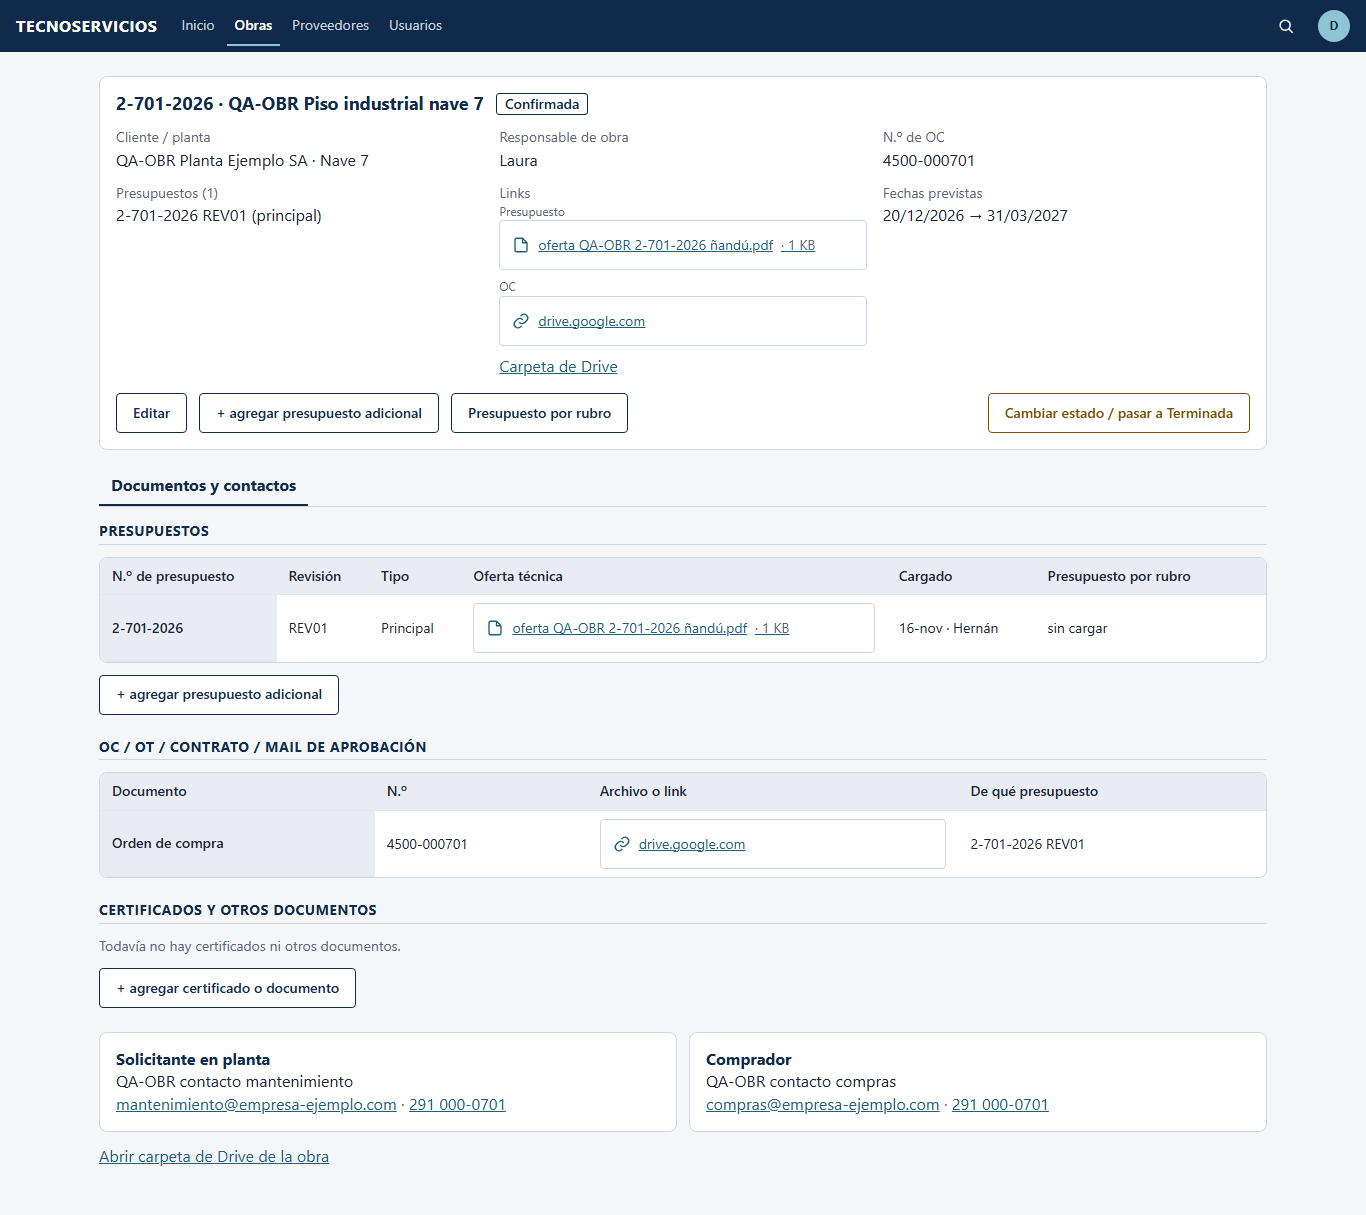 TECNOSERVICIOS Inicio Obras Proveedores Usuarios D
2-701-2026 · QA-OBR Piso industrial nave 7 Confirmada
Cliente / planta
QA-OBR Planta Ejemplo SA · Nave 7
Responsable de obra
Laura
N.º de OC
4500-000701
Presupuestos (1)
2-701-2026 REV01 (principal)
Links
Presupuesto
oferta QA-OBR 2-701-2026 ñandú.pdf · 1 KB
OC
drive.google.com
Carpeta de Drive
Fechas previstas
20/12/2026 → 31/03/2027
Editar + agregar presupuesto adicional Presupuesto por rubro Cambiar estado / pasar a Terminada
Documentos y contactos
PRESUPUESTOS
N.º de presupuesto Revisión Tipo Oferta técnica Cargado Presupuesto por rubro
2-701-2026 REV01 Principal oferta QA-OBR 2-701-2026 ñandú.pdf · 1 KB 16-nov · Hernán sin cargar
+ agregar presupuesto adicional
OC / OT / CONTRATO / MAIL DE APROBACIÓN
Documento N.º Archivo o link De qué presupuesto
Orden de compra 4500-000701 drive.google.com 2-701-2026 REV01
CERTIFICADOS Y OTROS DOCUMENTOS
Todavía no hay certificados ni otros documentos.
+ agregar certificado o documento
Solicitante en planta
QA-OBR contacto mantenimiento
mantenimiento@empresa-ejemplo.com · 291 000-0701
Comprador
QA-OBR contacto compras
compras@empresa-ejemplo.com · 291 000-0701
Abrir carpeta de Drive de la obra